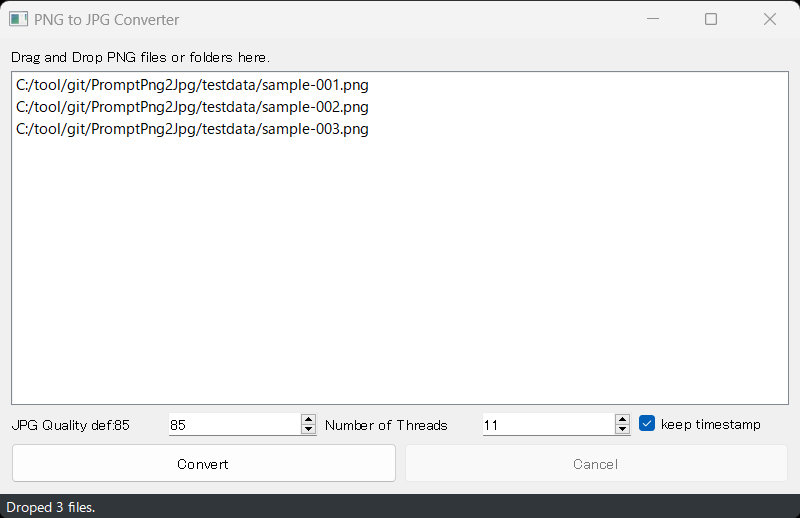 PNG to JPG Converter
Drag and Drop PNG files or folders here.
C:/tool/git/PromptPng2Jpg/testdata/sample-001.png
C:/tool/git/PromptPng2Jpg/testdata/sample-002.png
C:/tool/git/PromptPng2Jpg/testdata/sample-003.png
JPG Quality def:85 85 Number of Threads 11 keep timestamp
Convert Cancel
Droped 3 files.